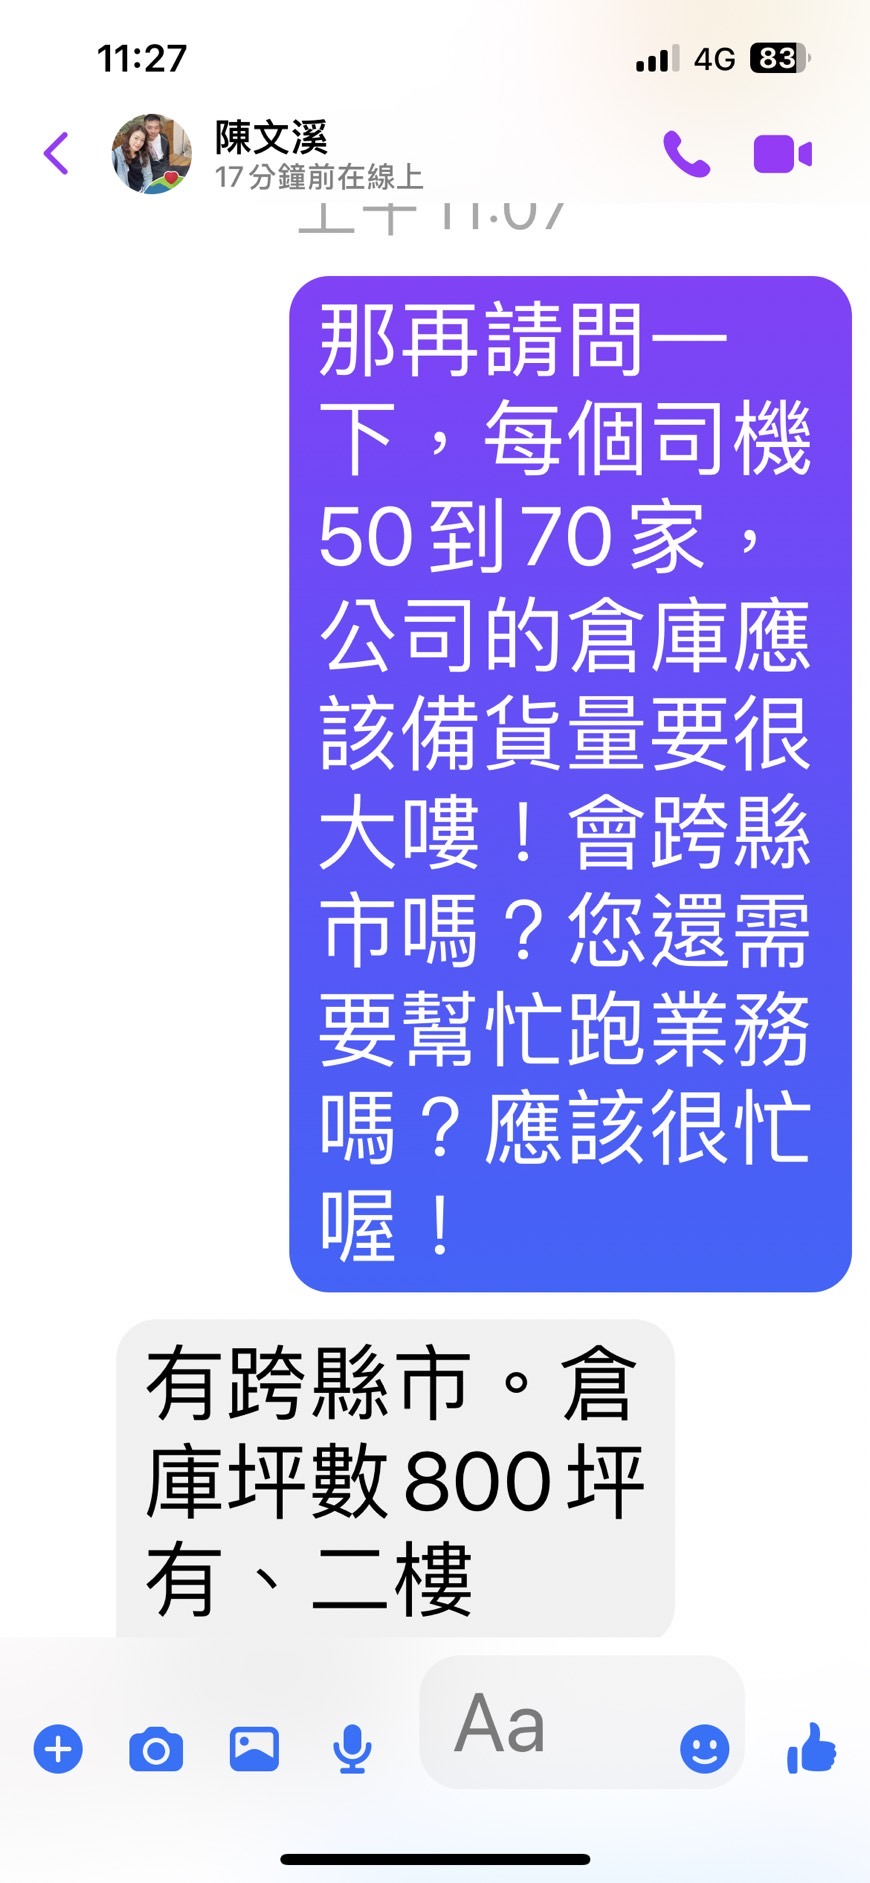 11:27
4G
83
陳文溪
17分鐘前在線上
上午11:07
那再請問一
下，每個司機
50到70家，
公司的倉庫應
該備貨量要很
大嘍！會跨縣
市嗎？您還需
要幫忙跑業務
嗎？應該很忙
喔！
有跨縣市。倉
庫坪數800坪
有、二樓
Aa